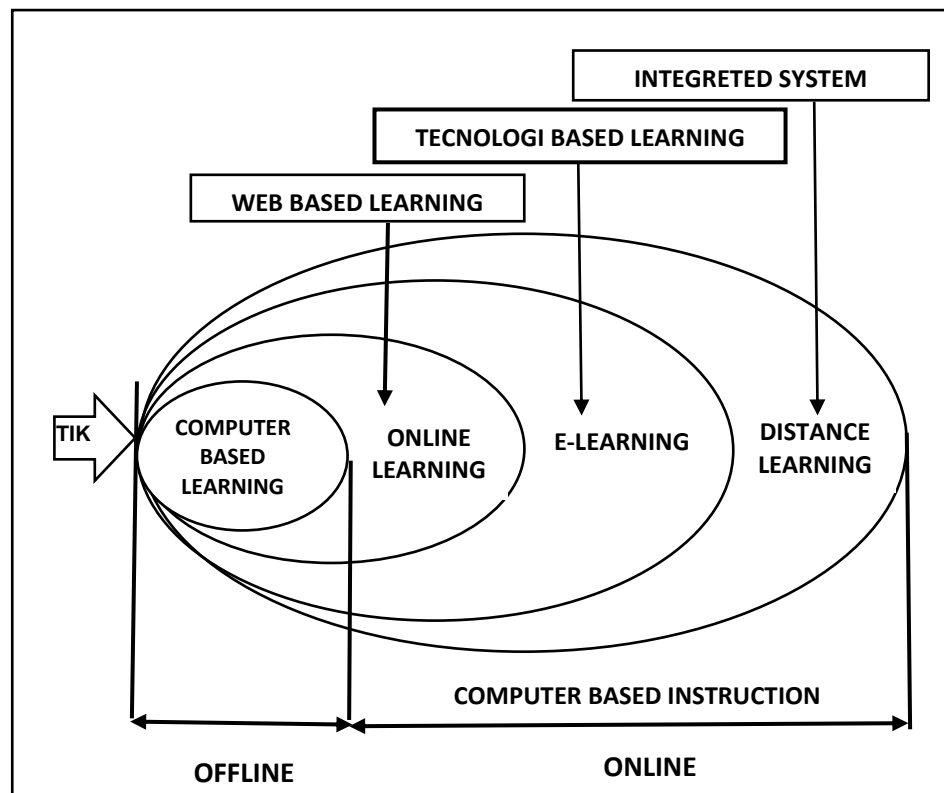 INTEGRETED SYSTEM
TECNOLOGI BASED LEARNING
WEB BASED LEARNING
TIK
COMPUTER
BASED
LEARNING
ONLINE
LEARNING
E-LEARNING
DISTANCE
LEARNING
COMPUTER BASED INSTRUCTION
OFFLINE
ONLINE